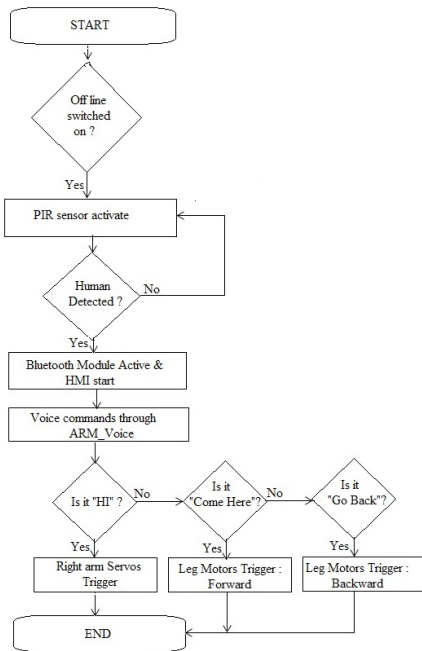 START
Off line
switched
on ?
Yes
PIR sensor activate
Human
Detected ?
No
Yes
Bluetooth Module Active &
HMI start
Voice commands through
ARM_Voice
Is it "HI" ?
No
Is it
"Come Here"?
No
Is it
"Go Back"?
Yes
Yes
Yes
Right arm Servos
Trigger
Leg Motors Trigger :
Forward
Leg Motors Trigger :
Backward
END